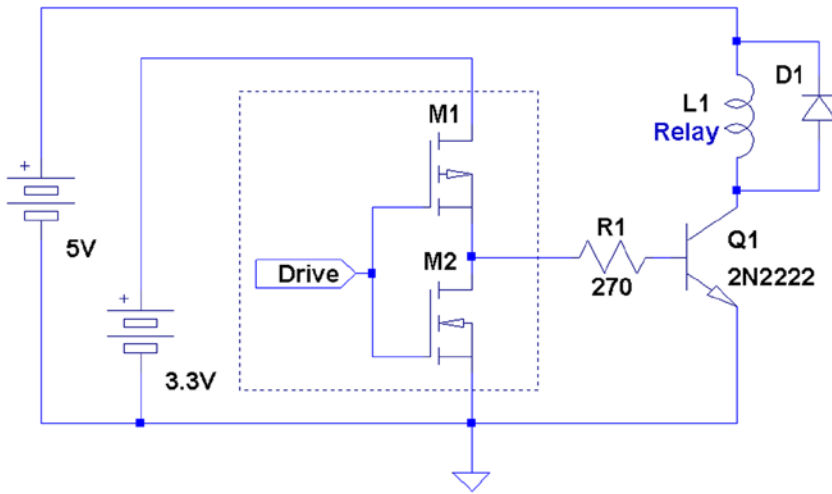 D1
M1
L1
Relay
+
R1
Q1
5V
M2
Drive
270
2N2222
+
3.3V